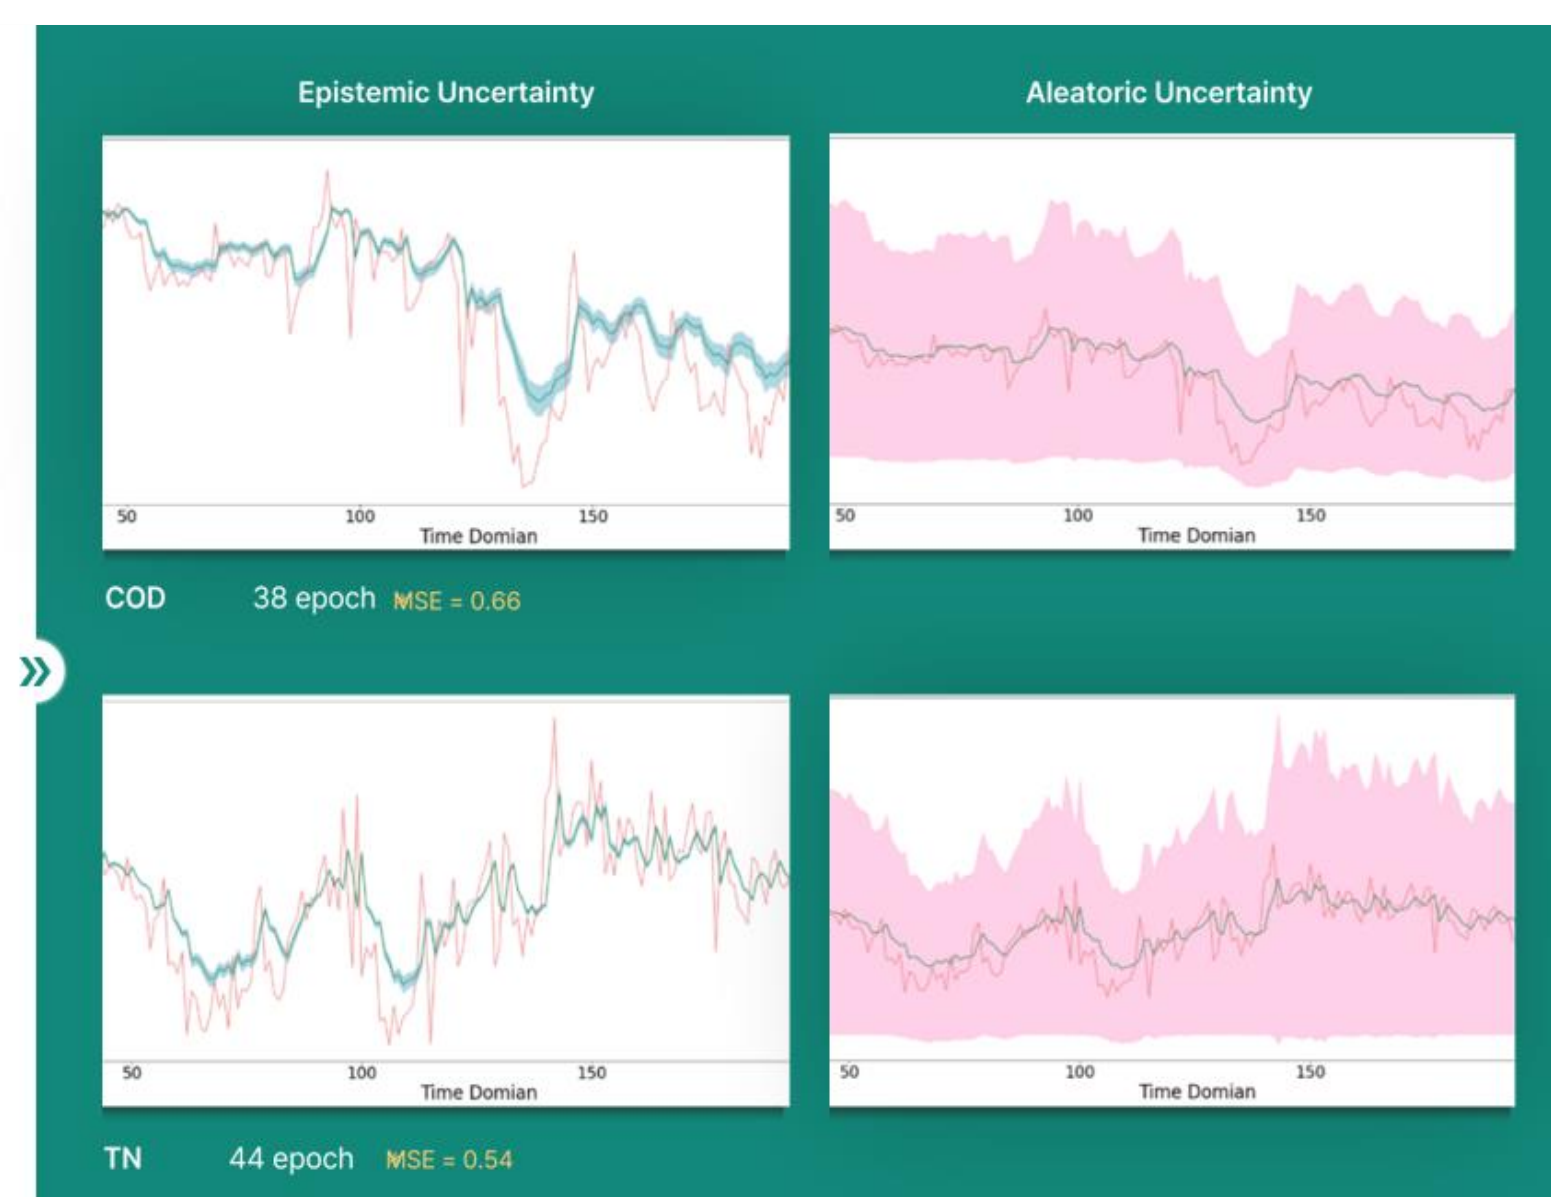 Epistemic Uncertainty
Aleatoric Uncertainty
50 100 150
Time Domian
50 100 150
Time Domian
COD 38 epoch MSE = 0.66
»
50 100 150
Time Domian
50 100 150
Time Domian
TN 44 epoch MSE = 0.54